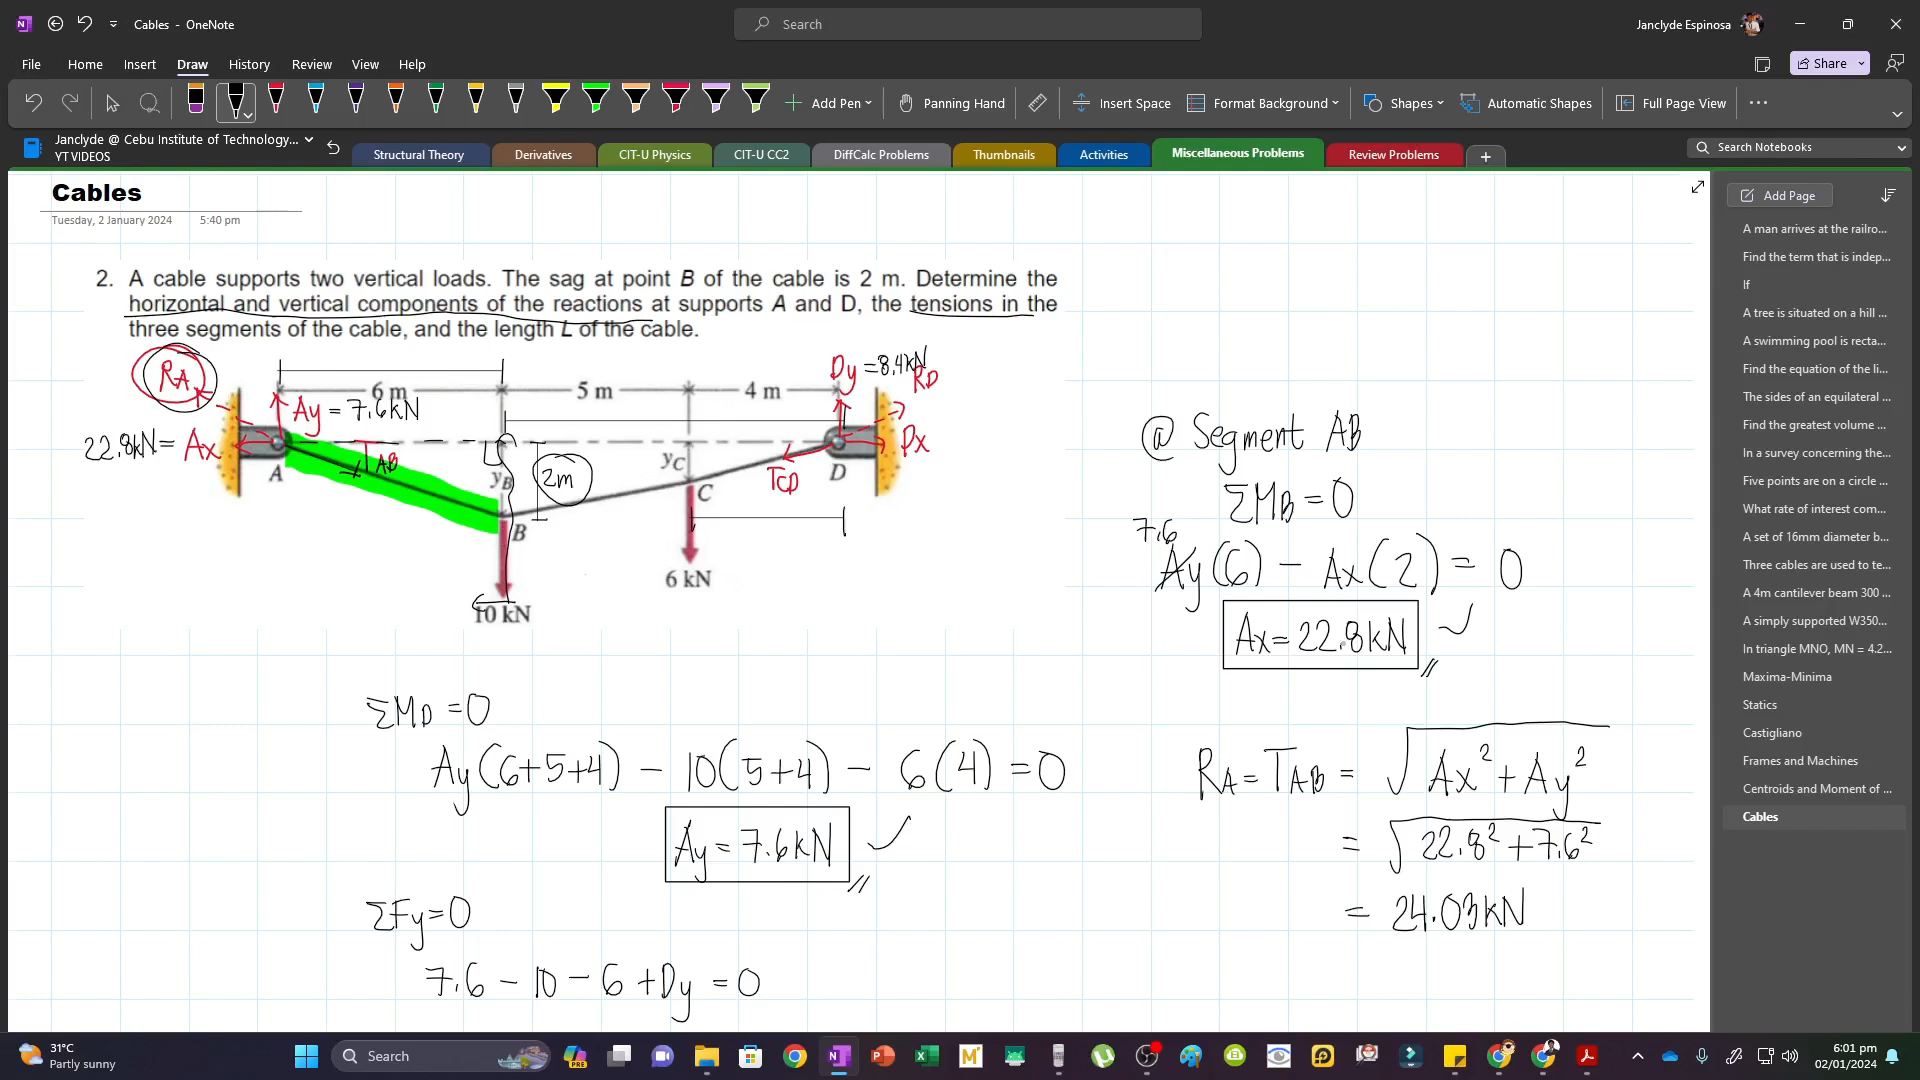 Cables - OneNote
Search
Janclyde Espinosa
File Home Insert Draw History Review View Help
Share
Add Pen
Panning Hand
Insert Space
Format Background
Shapes
Automatic Shapes
Full Page View
Janclyde @ Cebu Institute of Technology...
YT VIDEOS
Structural Theory
Derivatives
CIT-U Physics
CIT-U CC2
DiffCalc Problems
Thumbnails
Activities
Miscellaneous Problems
Review Problems
Search Notebooks
Cables
Tuesday, 2 January 2024 5:40 pm
2. A cable supports two vertical loads. The sag at point B of the cable is 2 m. Determine the
horizontal and vertical components of the reactions at supports A and D, the tensions in the
three segments of the cable, and the length L of the cable.
RA
Dy = 8.4kN
RD
6 m 5 m 4 m
Ay = 7.6kN
22.8kN = Ax
TAB
Dx
A
yB
2m
yC
C
TCD
D
B
6 kN
10 kN
ΣMD = 0
Ay(6+5+4) - 10(5+4) - 6(4) = 0
Ay = 7.6kN
ΣFy = 0
7.6 - 10 - 6 + Dy = 0
@ Segment AB
ΣMB = 0
7.6
Ay(6) - Ax(2) = 0
Ax = 22.8kN
RA = TAB = √Ax² + Ay²
= √22.8² + 7.6²
= 24.03kN
Add Page
A man arrives at the railro...
Find the term that is indep...
If
A tree is situated on a hill ...
A swimming pool is recta...
Find the equation of the li...
The sides of an equilateral ...
Find the greatest volume ...
In a survey concerning the...
Five points are on a circle ...
What rate of interest com...
A set of 16mm diameter b...
Three cables are used to te...
A 4m cantilever beam 300 ...
A simply supported W350...
In triangle MNO, MN = 4.2...
Maxima-Minima
Statics
Castigliano
Frames and Machines
Centroids and Moment of ...
Cables
31°C
Partly sunny
Search
PRE
6:01 pm
02/01/2024